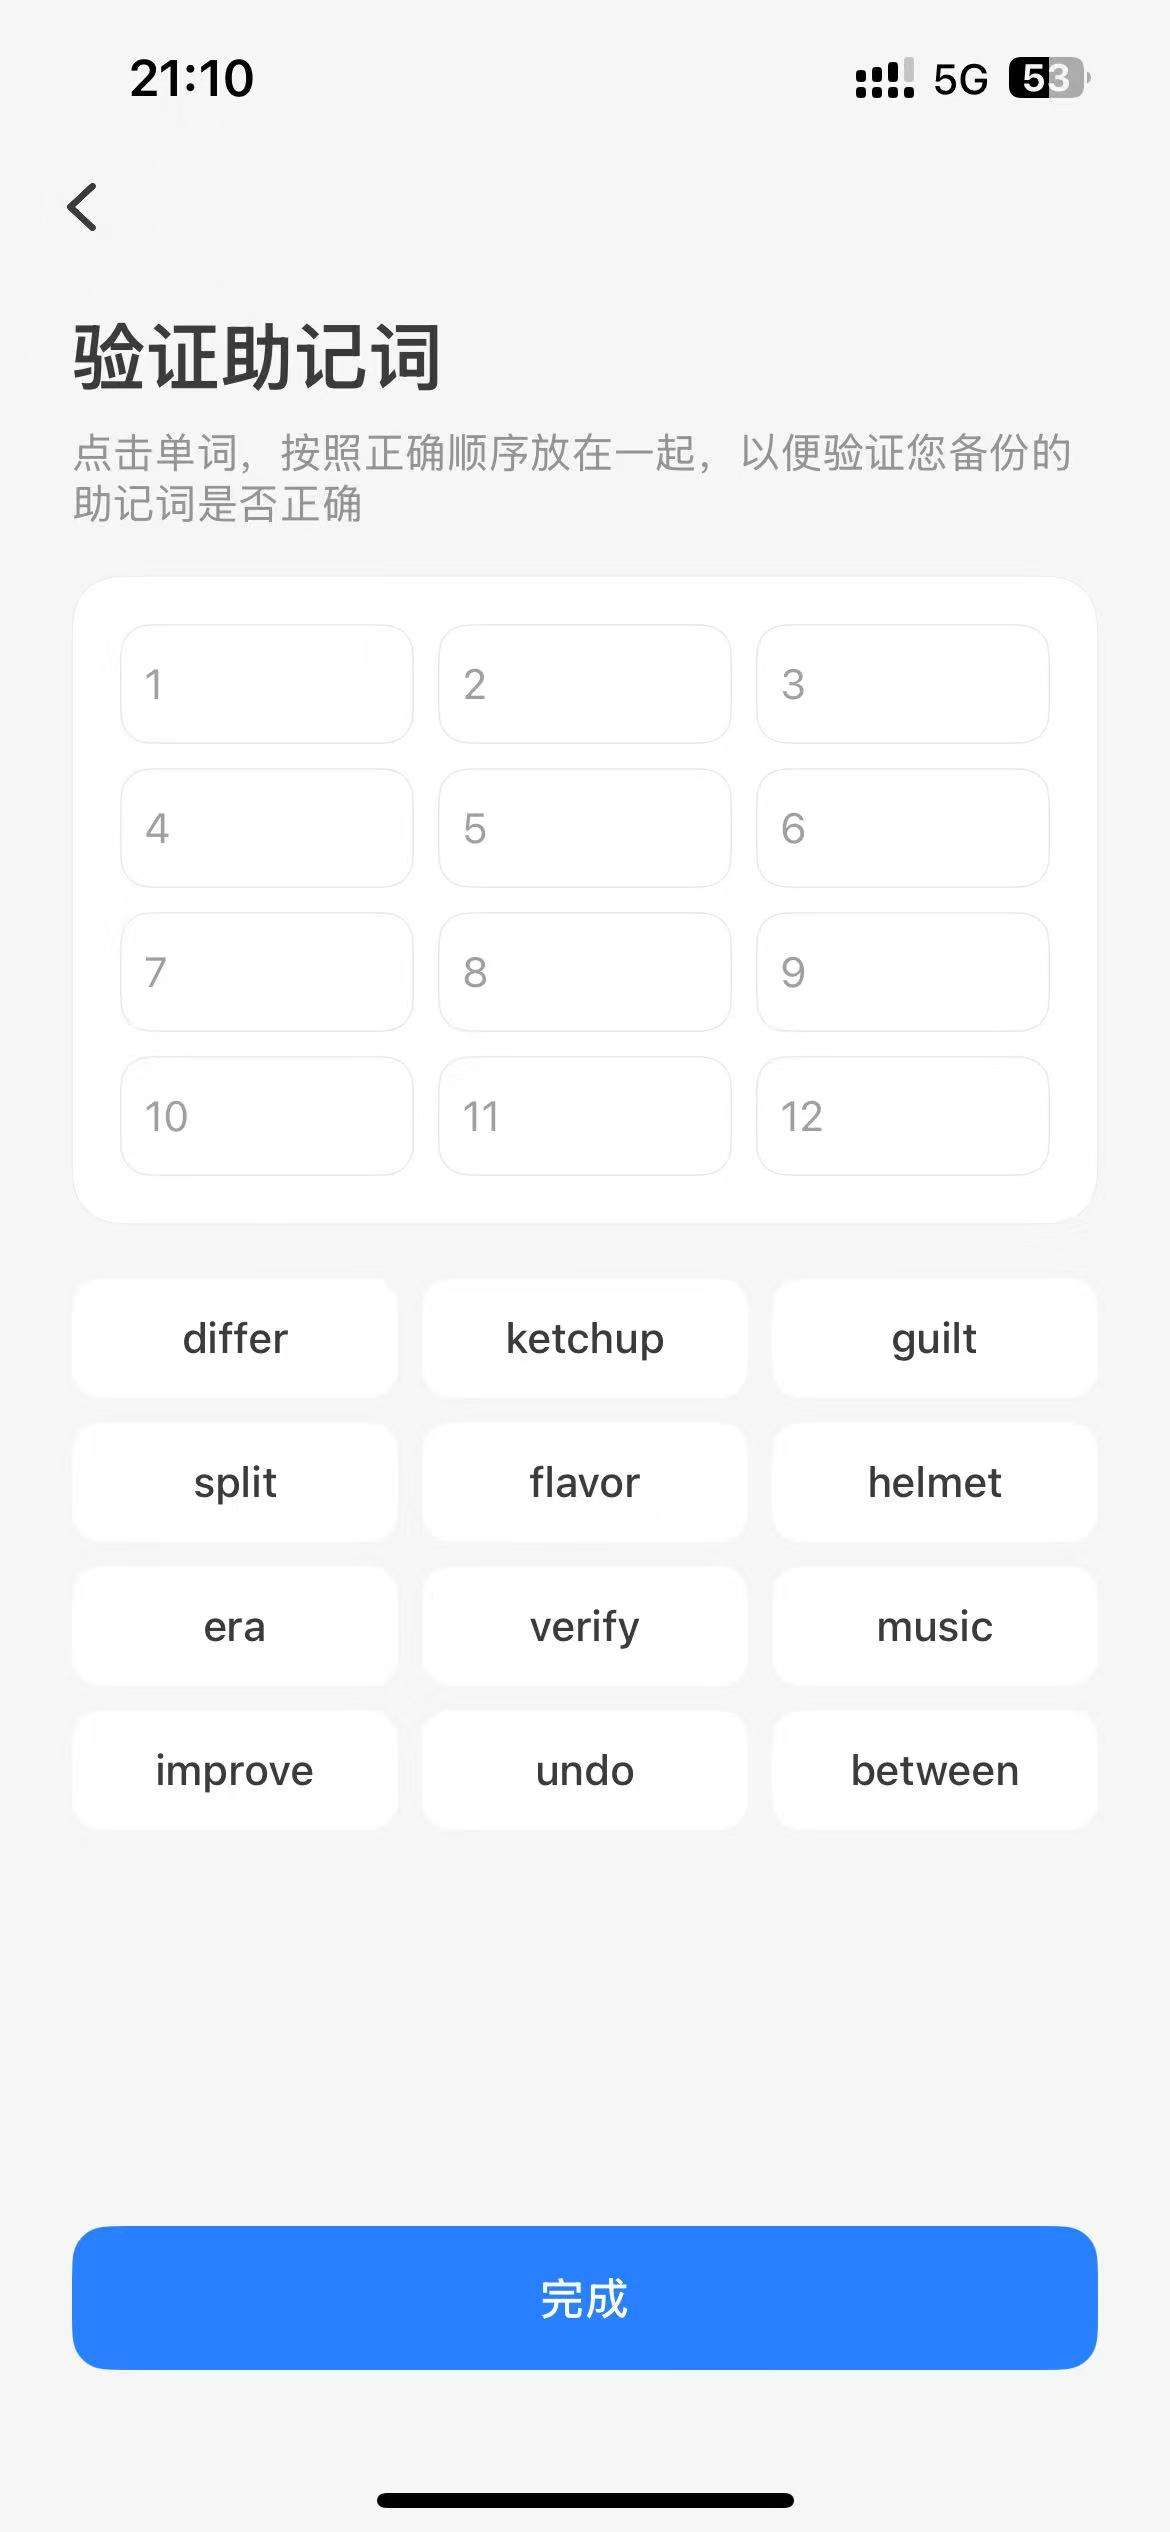 21:10 5G 53
验证助记词
点击单词，按照正确顺序放在一起，以便验证您备份的
助记词是否正确
1 2 3
4 5 6
7 8 9
10 11 12
differ ketchup guilt
split flavor helmet
era verify music
improve undo between
完成